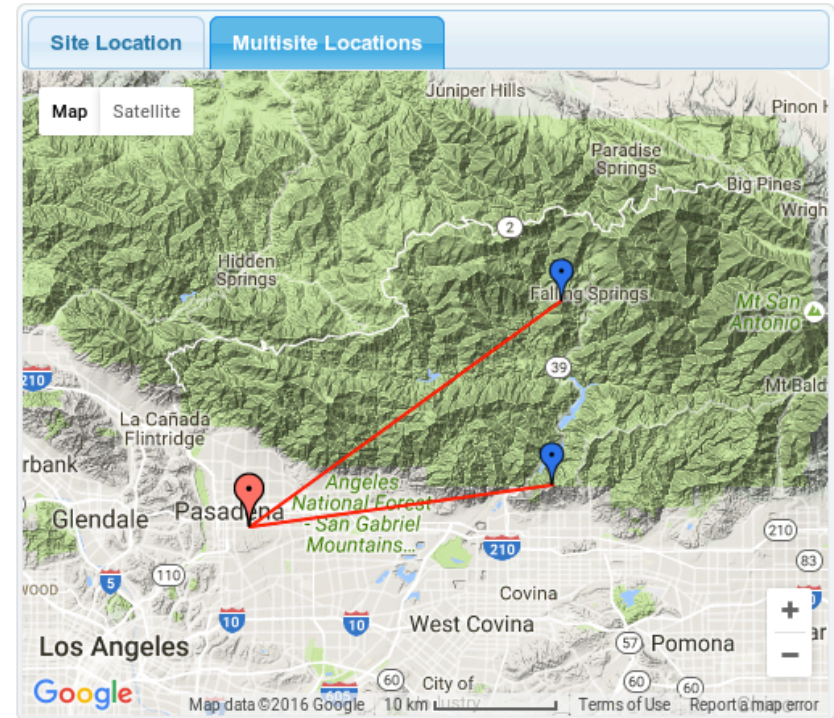 Site Location
Multisite Locations
Map
Satellite
Juniper Hills
Pinon
Paradise
Springs
Big Pines
Wrigh
2
Hidden
Springs
Falling Springs
Mt San
Antonio
39
210
Mt Bald
La Cañada
Flintridge
rbank
Angeles
National Forest
- San Gabriel
Mountains...
Pasadena
Glendale
210
210
83
5
110
WOOD
Covina
10
10
West Covina
57
Pomona
ar
Los Angeles
60
City of
60
60
605
Google
Map data ©2016 Google
10 km
Terms of Use
Report a map error
+
−